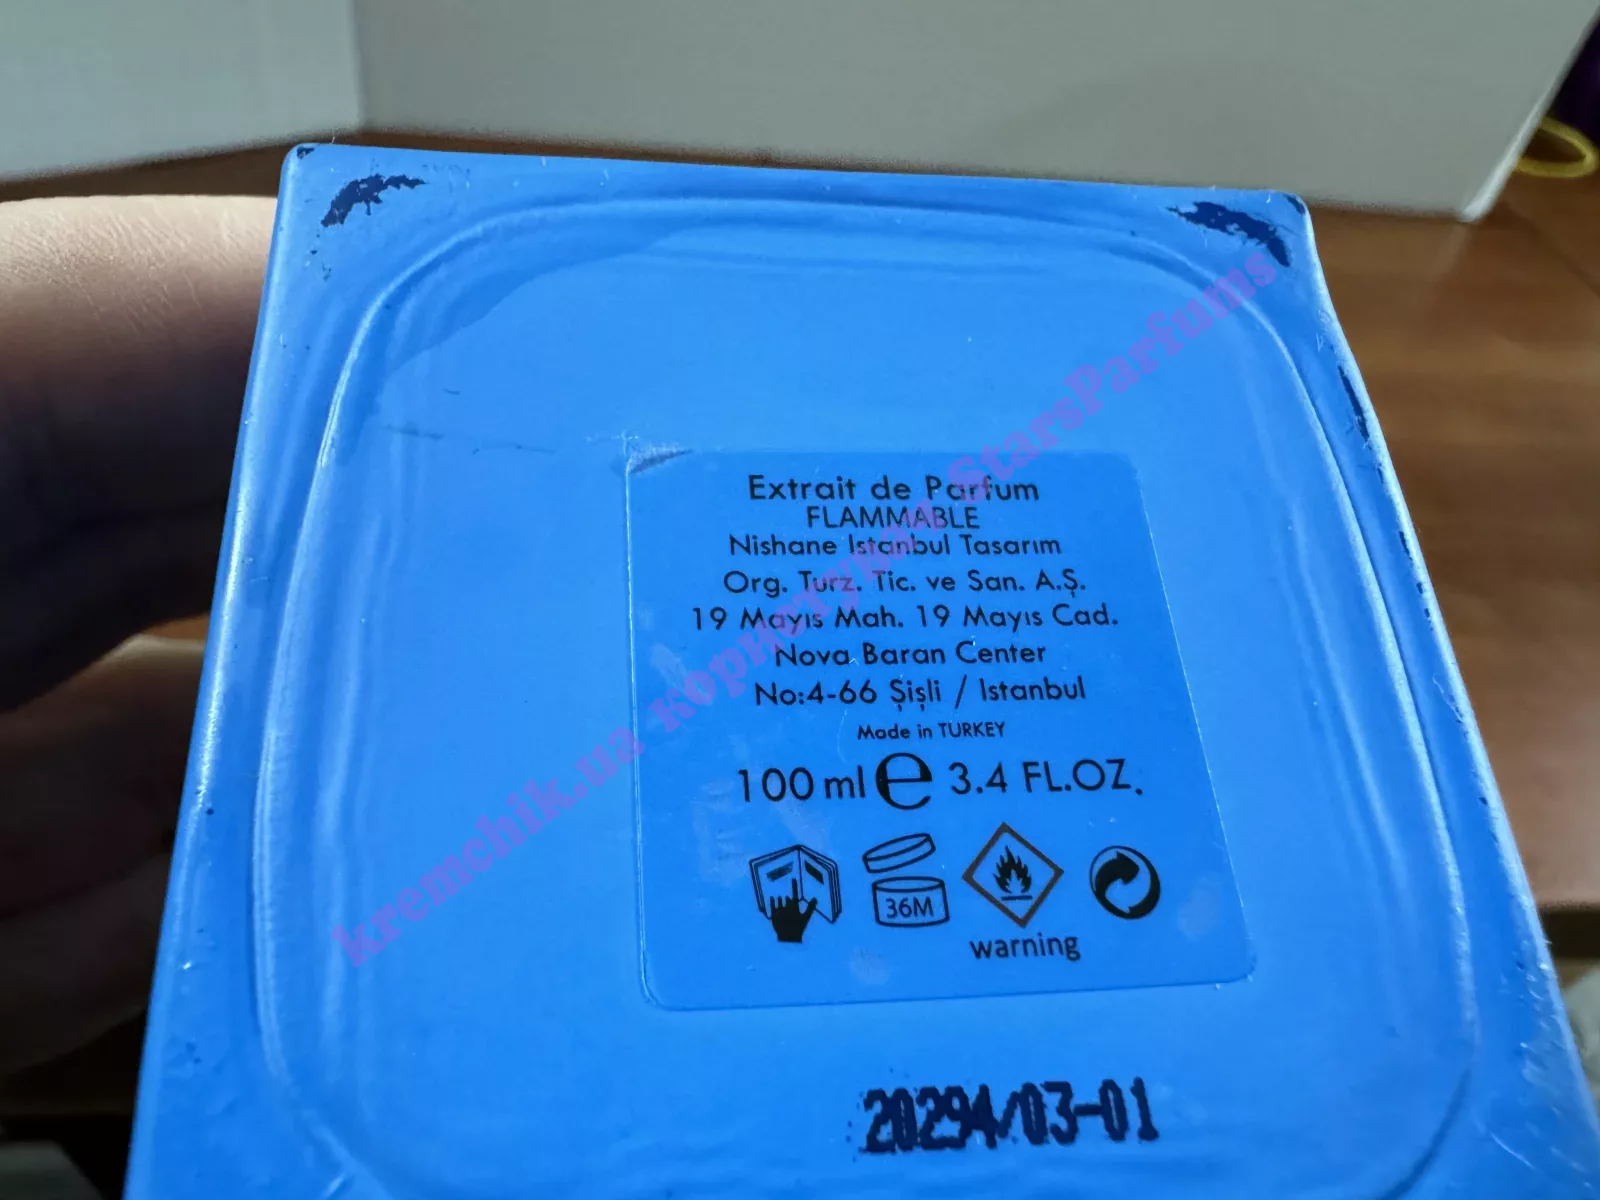 Extrait de Parfum
FLAMMABLE
Nishane Istanbul Tasarım
Org. Turz. Tic. ve San. A.Ş.
19 Mayıs Mah. 19 Mayıs Cad.
Nova Baran Center
No:4-66 Şişli / Istanbul
Made in TURKEY
100 ml e 3.4 FL.OZ.
36M
warning
20294/03-01
kremchik.ua користувач StarsParfums